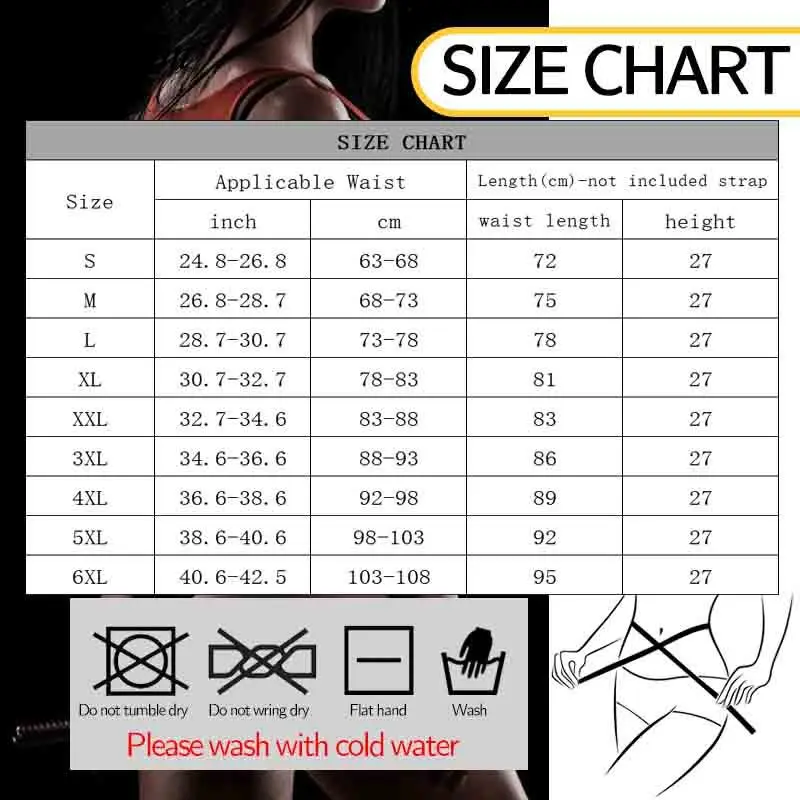 SIZE CHART
SIZE CHART
Size Applicable Waist Length(cm)-not included strap
inch cm waist length height
S 24.8-26.8 63-68 72 27
M 26.8-28.7 68-73 75 27
L 28.7-30.7 73-78 78 27
XL 30.7-32.7 78-83 81 27
XXL 32.7-34.6 83-88 83 27
3XL 34.6-36.6 88-93 86 27
4XL 36.6-38.6 92-98 89 27
5XL 38.6-40.6 98-103 92 27
6XL 40.6-42.5 103-108 95 27
Do not tumble dry Do not wring dry Flat hand Wash
Please wash with cold water